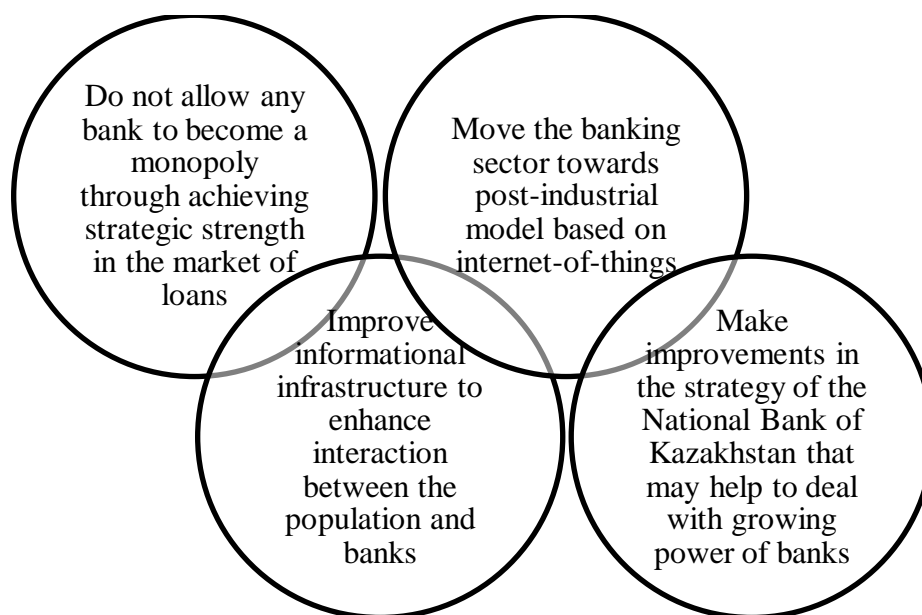 Do not allow any
bank to become a
monopoly
through achieving
strategic strength
in the market of
loans
Move the banking
sector towards
post-industrial
model based on
internet-of-things
Improve
informational
infrastructure to
enhance
interaction
between the
population and
banks
Make
improvements in
the strategy of the
National Bank of
Kazakhstan that
may help to deal
with growing
power of banks